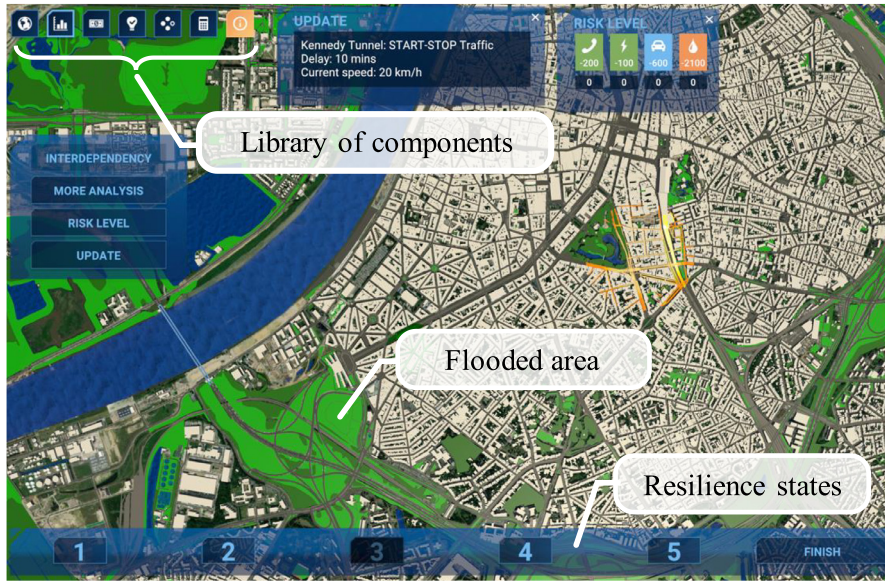 UPDATE
Kennedy Tunnel: START-STOP Traffic
Delay: 10 mins
Current speed: 20 km/h
RISK LEVEL
-200 -100 -600 -2100
0 0 0 0
Library of components
INTERDEPENDENCY
MORE ANALYSIS
RISK LEVEL
UPDATE
Flooded area
Resilience states
1 2 3 4 5 FINISH